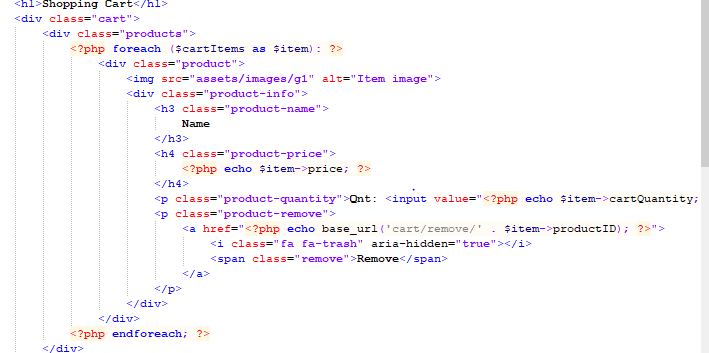 <h1>Shopping Cart</h1>
<div class="cart">
<div class="products">
<?php foreach ($cartItems as $item): ?>
<div class="product">
<img src="assets/images/g1" alt="Item image">
<div class="product-info">
<h3 class="product-name">
Name
</h3>
<h4 class="product-price">
<?php echo $item->price; ?>
</h4>
<p class="product-quantity">Qnt: <input value="<?php echo $item->cartQuantity;
<p class="product-remove">
<a href="<?php echo base_url('cart/remove/' . $item->productID); ?>">
<i class="fa fa-trash" aria-hidden="true"></i>
<span class="remove">Remove</span>
</a>
</p>
</div>
</div>
<?php endforeach; ?>
</div>